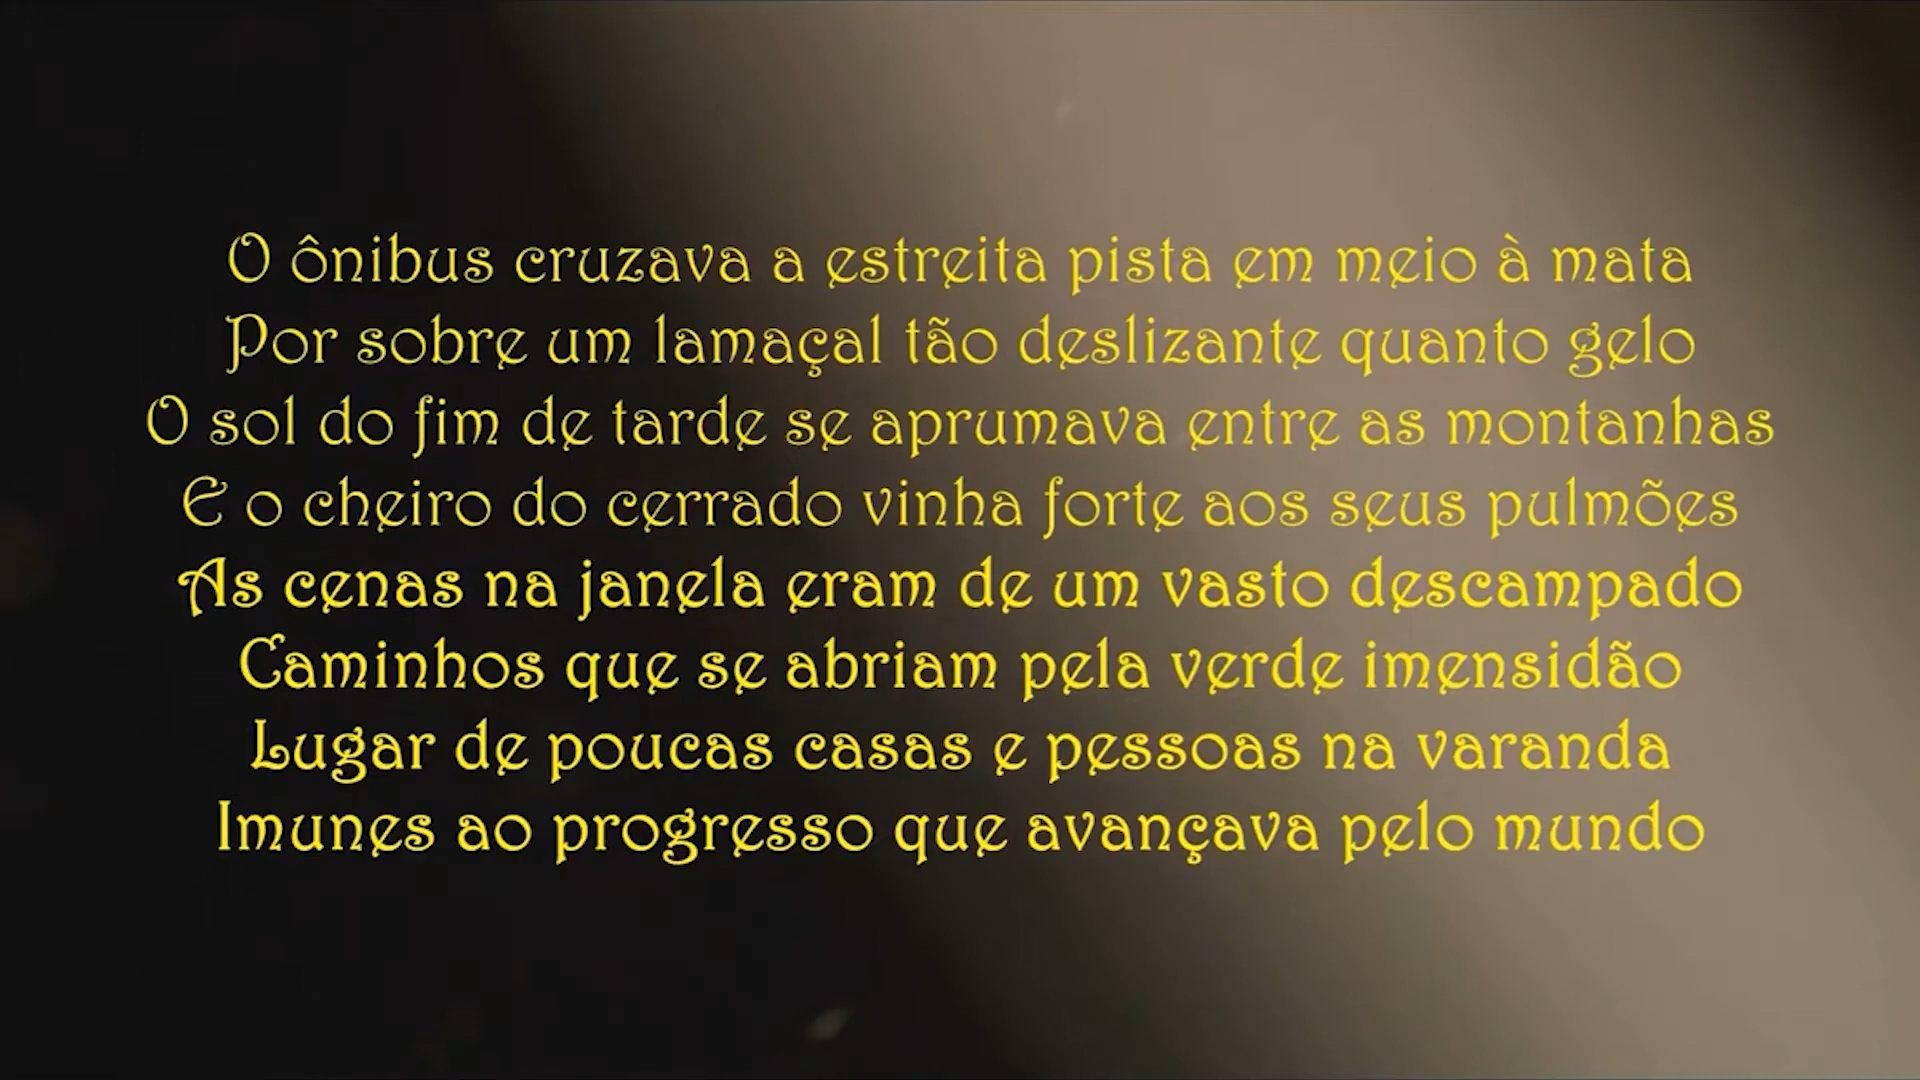 O ônibus cruzava a estreita pista em meio à mata
Por sobre um lamaçal tão deslizante quanto gelo
O sol do fim de tarde se aprumava entre as montanhas
E o cheiro do cerrado vinha forte aos seus pulmões
As cenas na janela eram de um vasto descampado
Caminhos que se abriam pela verde imensidão
Lugar de poucas casas e pessoas na varanda
Imunes ao progresso que avançava pelo mundo